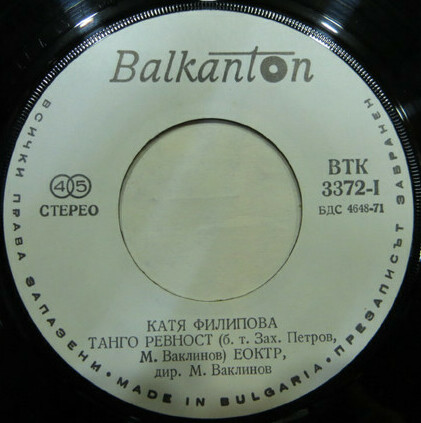 Balkanton
ВТК
3372-I
БДС 4648-71
45
СТЕРЕО
КАТЯ ФИЛИПОВА
ТАНГО РЕВНОСТ (б. т. Зах. Петров,
М. Ваклинов) ЕОКТР,
дир. М. Ваклинов
ВСИЧКИ ПРАВА ЗАПАЗЕНИ • MADE IN BULGARIA • ПРЕЗАПИСЪТ ЗАБРАНЕН